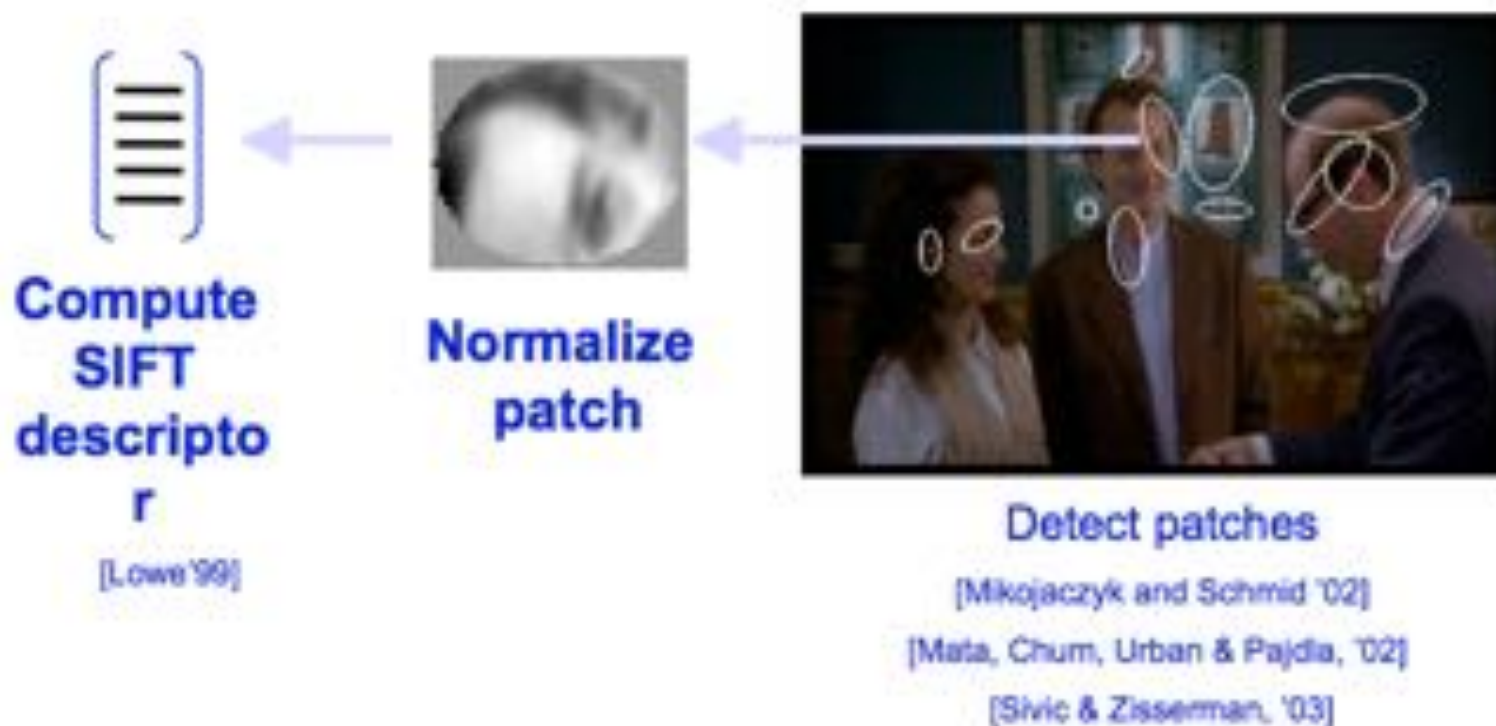 Compute
SIFT
descripto
r
[Lowe'99]
Normalize
patch
Detect patches
[Mikojaczyk and Schmid '02]
[Mata, Chum, Urban & Pajdla, '02]
[Sivic & Zisserman, '03]